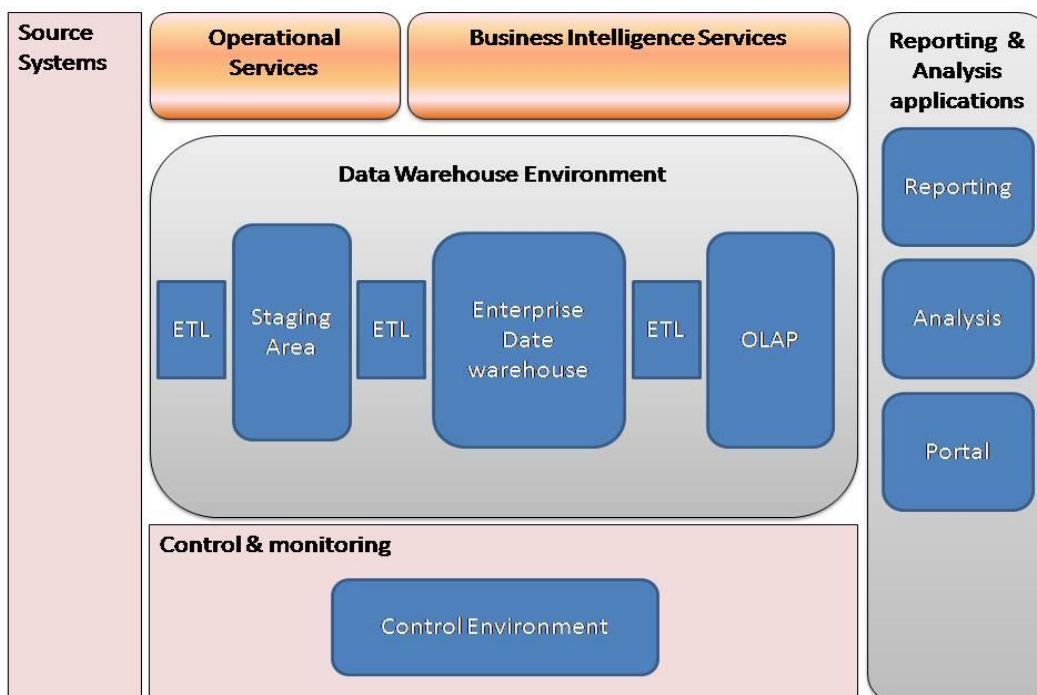 Source
Systems
Operational
Services
Business Intelligence Services
Reporting &
Analysis
applications
Data Warehouse Environment
ETL
Staging
Area
ETL
Enterprise
Date
warehouse
ETL
OLAP
Reporting
Analysis
Portal
Control & monitoring
Control Environment